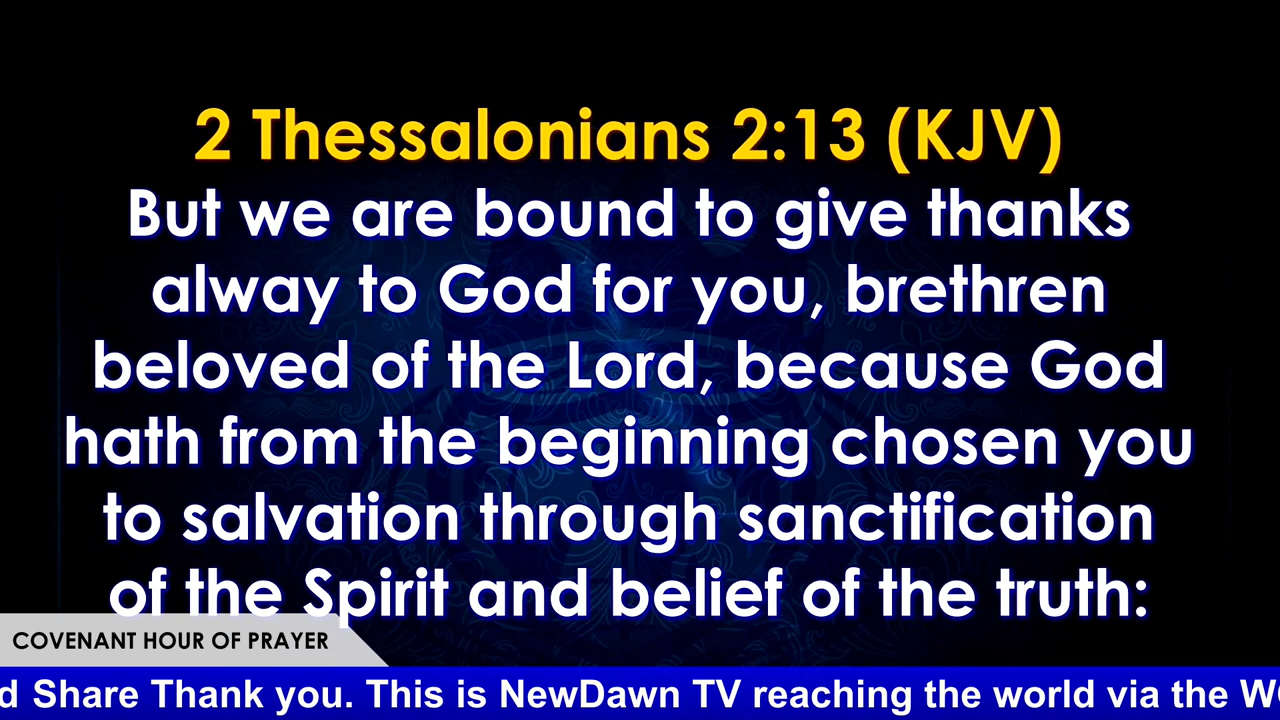 2 Thessalonians 2:13 (KJV)
But we are bound to give thanks
alway to God for you, brethren
beloved of the Lord, because God
hath from the beginning chosen you
to salvation through sanctification
of the Spirit and belief of the truth:
COVENANT HOUR OF PRAYER
Share Thank you. This is NewDawn TV reaching the world via the